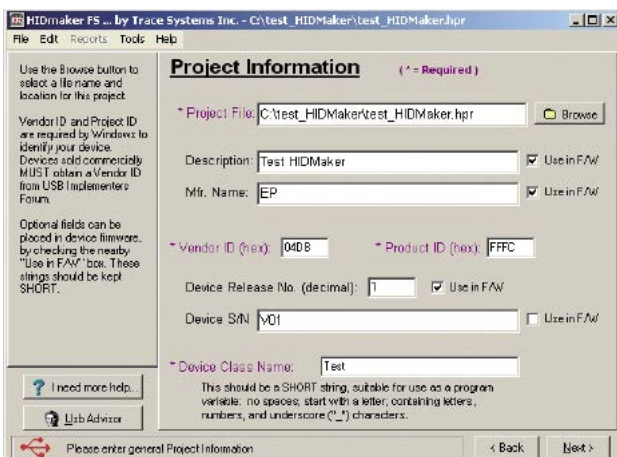 HIDmaker FS ... by Trace Systems Inc. - C:\test_HIDMaker\test_HIDMaker.hpr
File Edit Reports Tools Help
Use the Browse button to
select a file name and
location for this project.
Vendor ID and Project ID
are required by Windows to
identify your device.
Devices sold commercially
MUST obtain a Vendor ID
from USB Implementers
Forum.
Optional fields can be
placed in device firmware,
by checking the nearby
"Use in F/W" box. These
strings should be kept
SHORT.
? I need more help...
Usb Advisor
Project Information (* = Required)
* Project File: C:\test_HIDMaker\test_HIDMaker.hpr Browse
Description: Test HIDMaker Use in F/W
Mfr. Name: EP Use in F/W
* Vendor ID (hex): 04D8 * Product ID (hex): FFFC
Device Release No. (decimal): 1 Use in F/W
Device S/N V01 Use in F/W
* Device Class Name: Test
This should be a SHORT string, suitable for use as a program
variable: no spaces; start with a letter; containing letters,
numbers, and underscore ("_") characters.
Please enter general Project Information < Back Next >